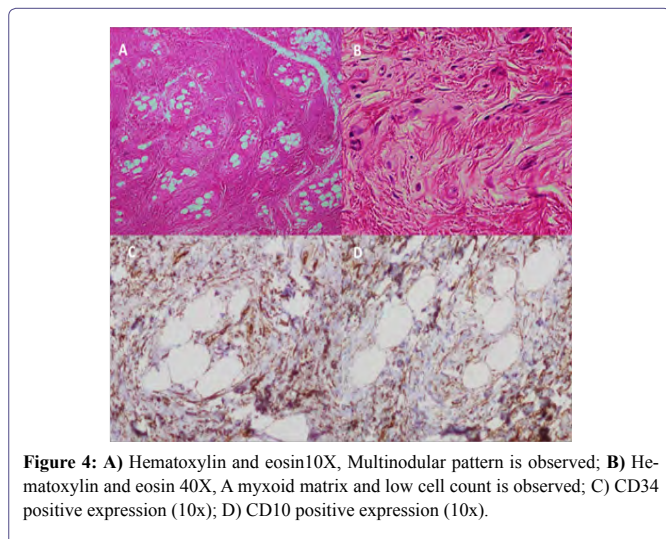 A
B
C
D
Figure 4: A) Hematoxylin and eosin10X, Multinodular pattern is observed; B) He-
matoxylin and eosin 40X, A myxoid matrix and low cell count is observed; C) CD34
positive expression (10x); D) CD10 positive expression (10x).